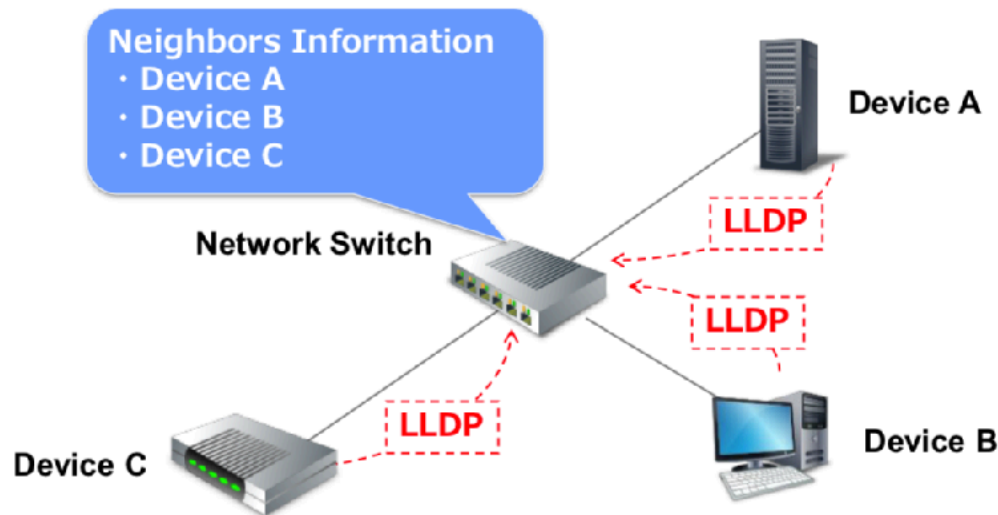 Neighbors Information
・Device A
・Device B
・Device C
Device A
LLDP
Network Switch
LLDP
LLDP
Device B
Device C